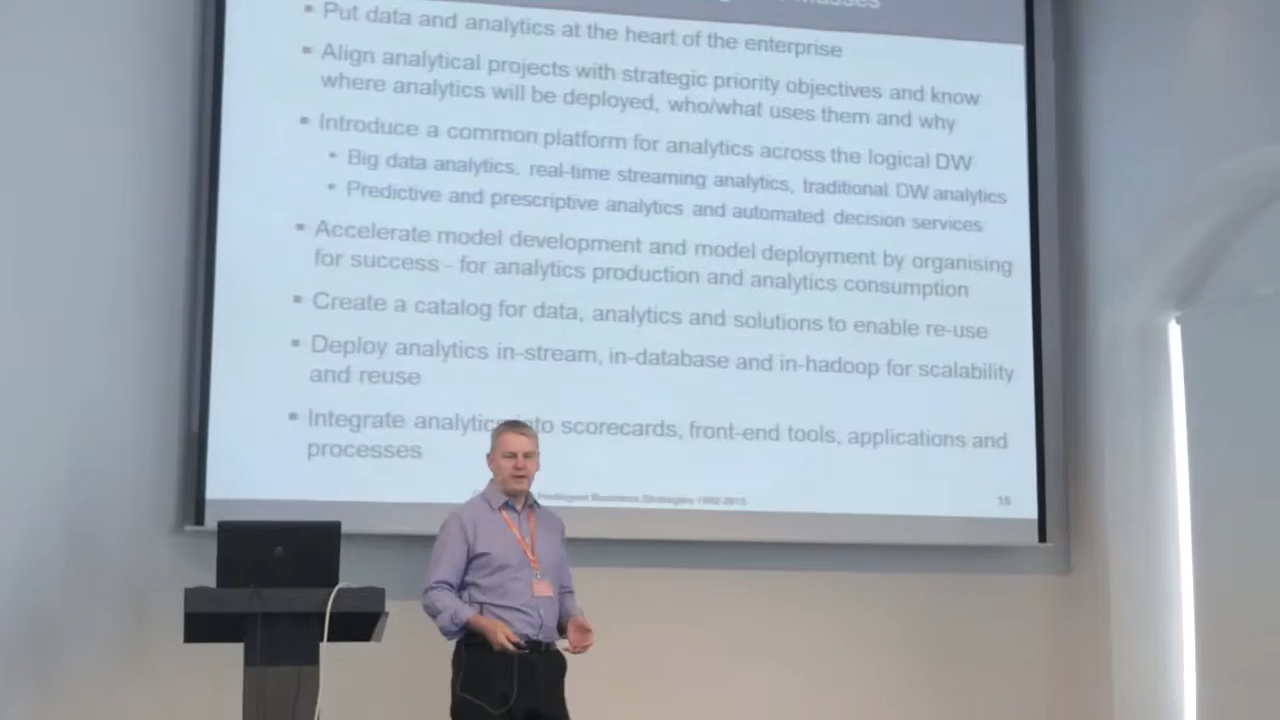 Put data and analytics at the heart of the enterprise
Align analytical projects with strategic priority objectives and know
where analytics will be deployed, who/what uses them and why
Introduce a common platform for analytics across the logical DW
Big data analytics, real-time streaming analytics, traditional DW analytics
Predictive and prescriptive analytics and automated decision services
Accelerate model development and model deployment by organising
for success - for analytics production and analytics consumption
Create a catalog for data, analytics and solutions to enable re-use
Deploy analytics in-stream, in-database and in-hadoop for scalability
and reuse
Integrate analytics into scorecards, front-end tools, applications and
processes
Intelligent Business Strategies 1992-2015
15